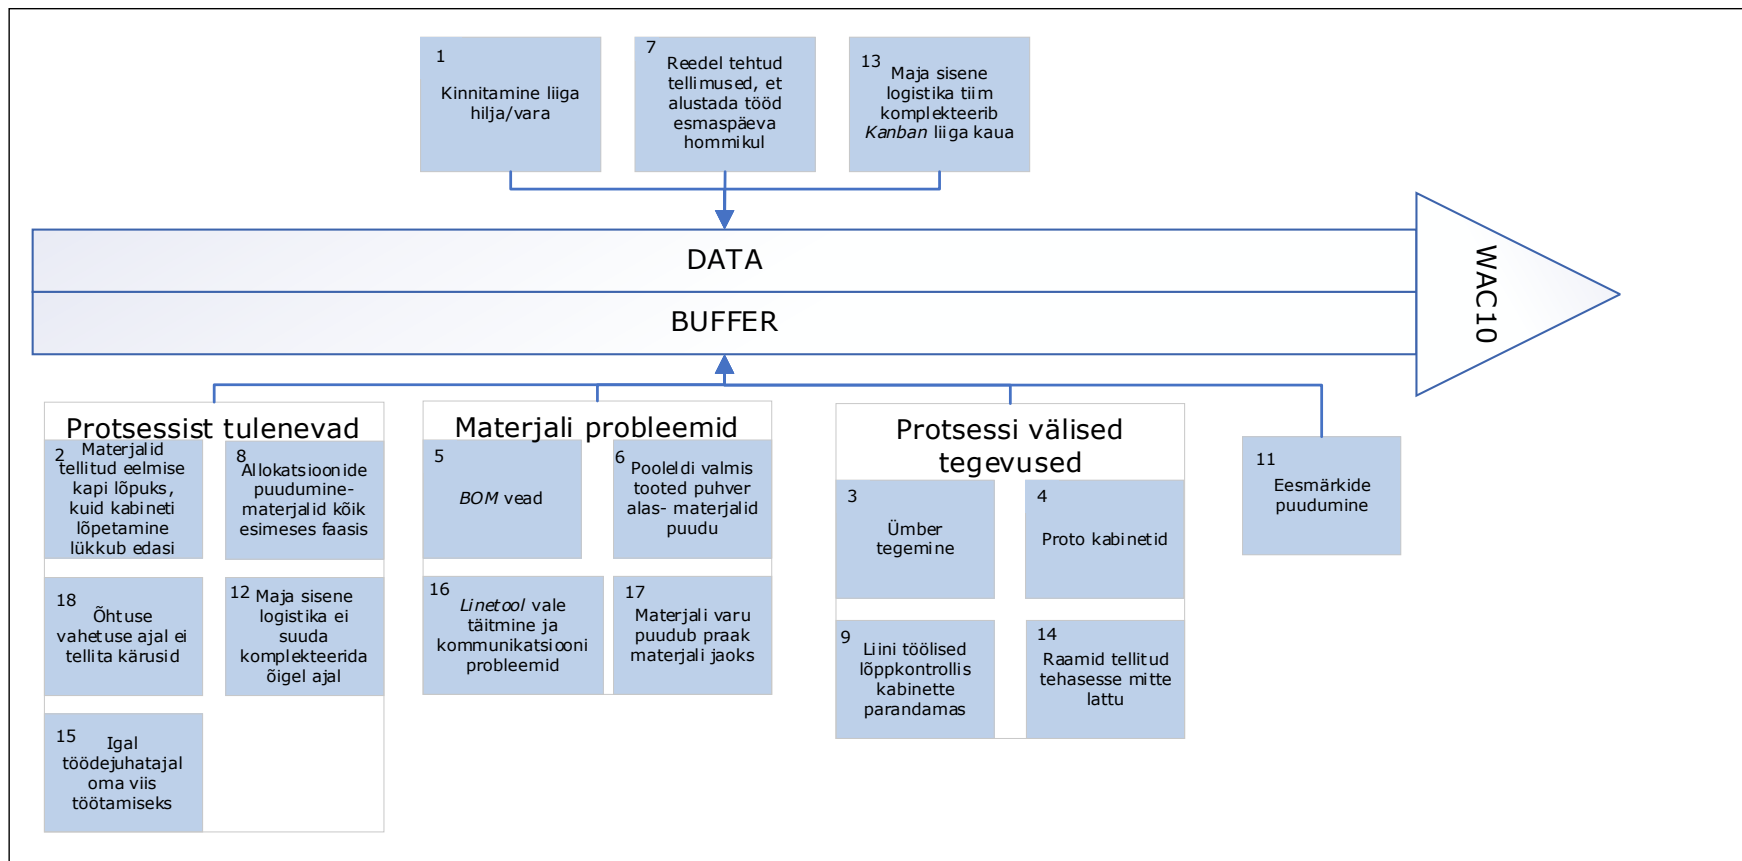 1
Kinnitamine liiga
hilja/vara
7
Reedel tehtud
tellimused, et
alustada tööd
esmaspäeva
hommikul
13
Maja sisene
logistika tiim
komplekteerib
Kanban liiga kaua
DATA
BUFFER
WAC10
Protsessist tulenevad
2
Materjalid
tellitud eelmise
kapi lõpuks,
kuid kabineti
lõpetamine
lükkub edasi
8
Allokatsioonide
puudumine-
materjalid kõik
esimeses faasis
18
Õhtuse
vahetuse ajal ei
tellita kärusid
12
Maja sisene
logistika ei
suuda
komplekteerida
õigel ajal
15
Igal
töödejuhatajal
oma viis
töötamiseks
Materjali probleemid
5
BOM vead
6
Pooleldi valmis
tooted puhver
alas- materjalid
puudu
16
Linetool vale
täitmine ja
kommunikatsiooni
probleemid
17
Materjali varu
puudub praak
materjali jaoks
Protsessi välised
tegevused
3
Ümber
tegemine
4
Proto kabinetid
9
Liini töölised
lõppkontrollis
kabinette
parandamas
14
Raamid tellitud
tehasesse mitte
lattu
11
Eesmärkide
puudumine